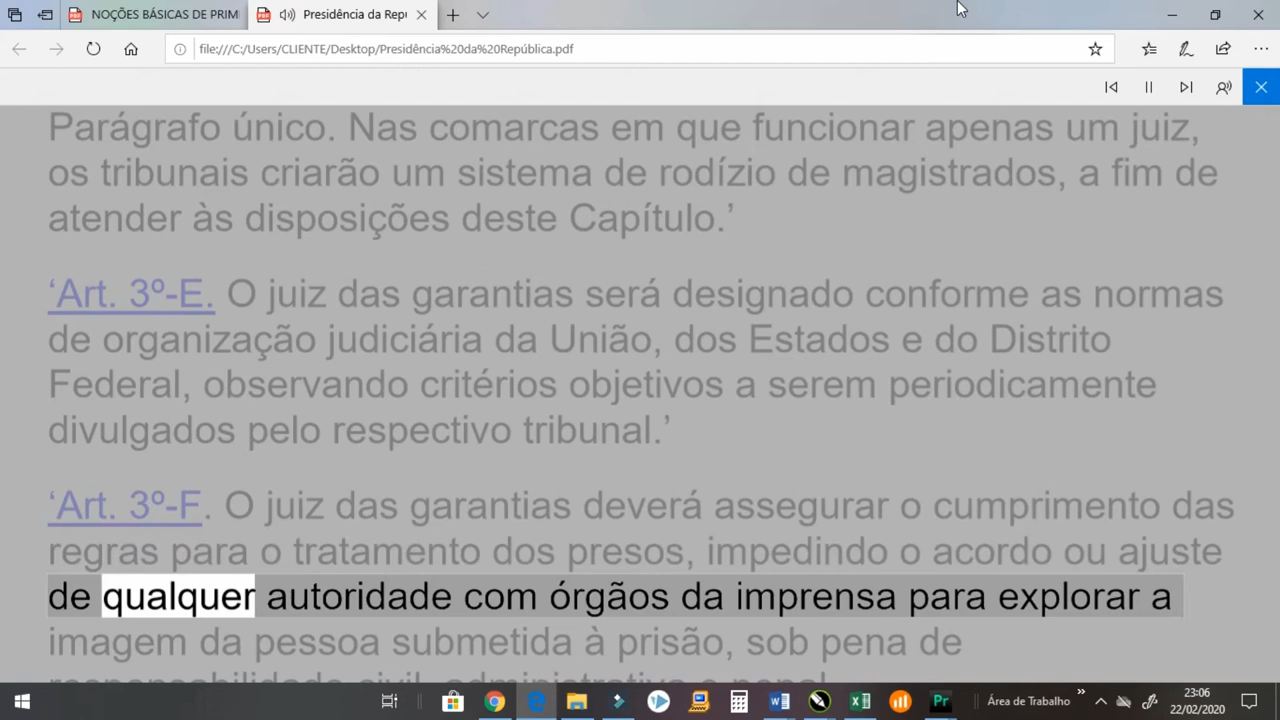 NOÇÕES BÁSICAS DE PRIM
Presidência da Repú
file:///C:/Users/CLIENTE/Desktop/Presidência%20da%20República.pdf
Parágrafo único. Nas comarcas em que funcionar apenas um juiz,
os tribunais criarão um sistema de rodízio de magistrados, a fim de
atender às disposições deste Capítulo.’
‘Art. 3º-E. O juiz das garantias será designado conforme as normas
de organização judiciária da União, dos Estados e do Distrito
Federal, observando critérios objetivos a serem periodicamente
divulgados pelo respectivo tribunal.’
‘Art. 3º-F. O juiz das garantias deverá assegurar o cumprimento das
regras para o tratamento dos presos, impedindo o acordo ou ajuste
de qualquer autoridade com órgãos da imprensa para explorar a
imagem da pessoa submetida à prisão, sob pena de
responsabilidade civil, administrativa e penal.
Área de Trabalho
23:06
22/02/2020